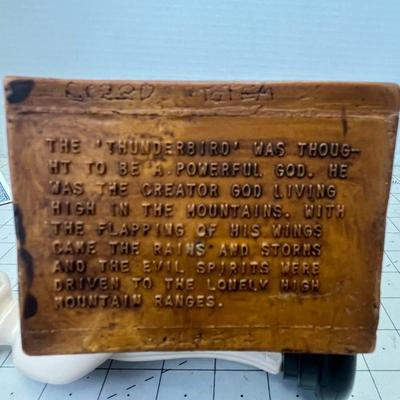 THE 'THUNDERBIRD' WAS THOUG-
HT TO BE A POWERFUL GOD. HE
WAS THE CREATOR GOD LIVING
HIGH IN THE MOUNTAINS. WITH
THE FLAPPING OF HIS WINGS
CAME THE RAINS AND STORMS
AND THE EVIL SPIRITS WERE
DRIVEN TO THE LONELY HIGH
MOUNTAIN RANGES.